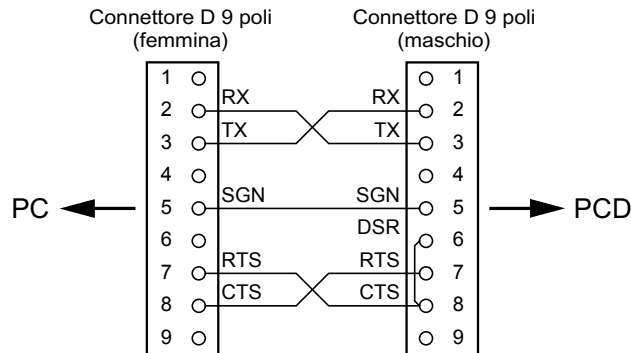 Connettore D 9 poli
(femmina)
Connettore D 9 poli
(maschio)
1 1
2 RX RX 2
3 TX TX 3
4 4
PC 5 SGN SGN 5 PCD
6 DSR 6
7 RTS RTS 7
8 CTS CTS 8
9 9